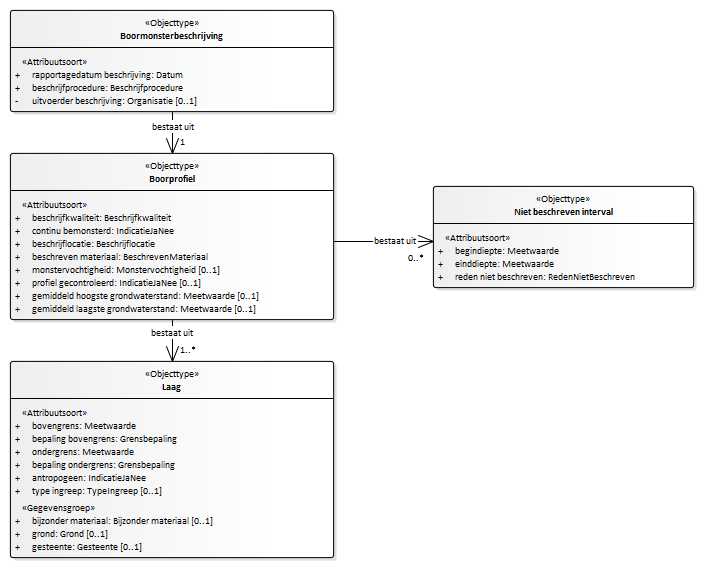 «Objecttype»
Boormonsterbeschrijving
«Attribuutsoort»
+ rapportagedatum beschrijving: Datum
+ beschrijfprocedure: Beschrijfprocedure
- uitvoerder beschrijving: Organisatie [0..1]
bestaat uit
1
«Objecttype»
Boorprofiel
«Attribuutsoort»
+ beschrijfkwaliteit: Beschrijfkwaliteit
+ continu bemonsterd: IndicatieJaNee
+ beschrijflocatie: Beschrijflocatie
+ beschreven materiaal: BeschrevenMateriaal
+ monstervochtigheid: Monstervochtigheid [0..1]
+ profiel gecontroleerd: IndicatieJaNee [0..1]
+ gemiddeld hoogste grondwaterstand: Meetwaarde [0..1]
+ gemiddeld laagste grondwaterstand: Meetwaarde [0..1]
bestaat uit
0..*
«Objecttype»
Niet beschreven interval
«Attribuutsoort»
+ begindiepte: Meetwaarde
+ einddiepte: Meetwaarde
+ reden niet beschreven: RedenNietBeschreven
bestaat uit
1..*
«Objecttype»
Laag
«Attribuutsoort»
+ bovengrens: Meetwaarde
+ bepaling bovengrens: Grensbepaling
+ ondergrens: Meetwaarde
+ bepaling ondergrens: Grensbepaling
+ antropogeen: IndicatieJaNee
+ type ingreep: TypeIngreep [0..1]
«Gegevensgroep»
+ bijzonder materiaal: Bijzonder materiaal [0..1]
+ grond: Grond [0..1]
+ gesteente: Gesteente [0..1]